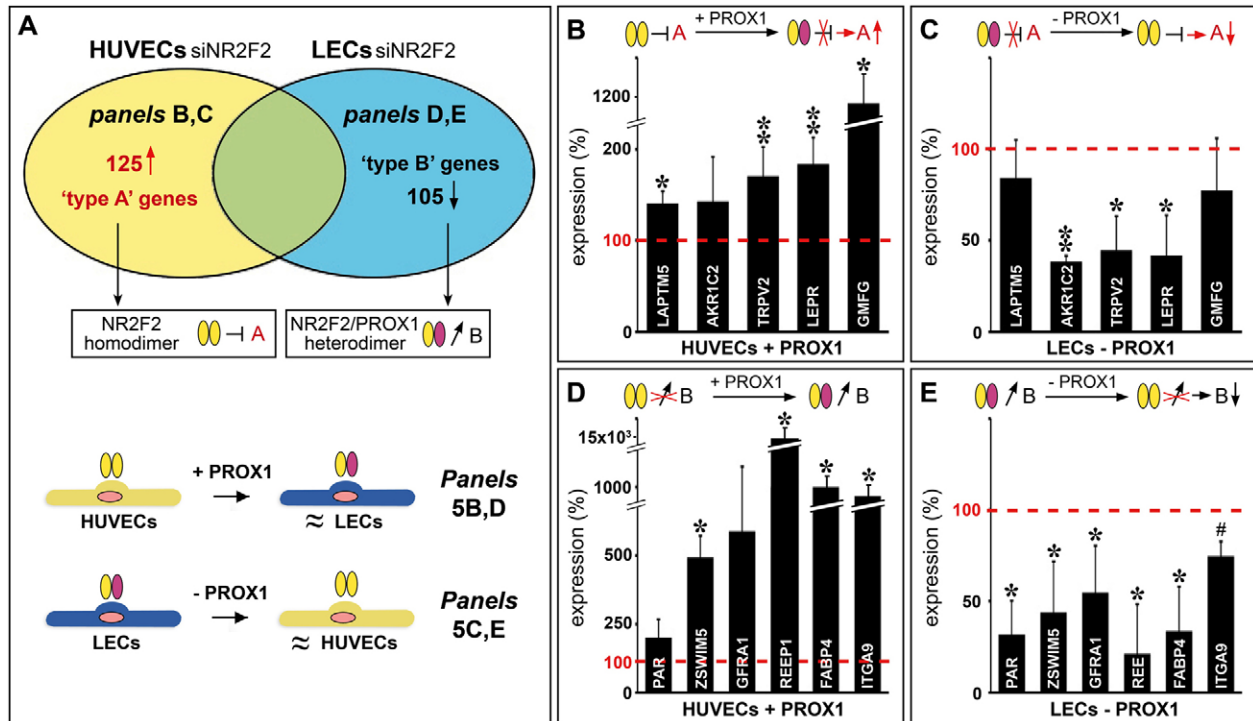 A
HUVECs siNR2F2
LECs siNR2F2
panels B,C
panels D,E
125
'type A' genes
'type B' genes
105
NR2F2
homodimer
A
NR2F2/PROX1
heterodimer
B
+ PROX1
HUVECs
≈ LECs
Panels
5B,D
- PROX1
LECs
≈ HUVECs
Panels
5C,E
B
A
+ PROX1
A
expression (%)
1200
200
100
0
*
**
**
*
LAPTM5
AKR1C2
TRPV2
LEPR
GMFG
HUVECs + PROX1
C
A
- PROX1
A
expression (%)
100
50
0
**
*
*
LAPTM5
AKR1C2
TRPV2
LEPR
GMFG
LECs - PROX1
D
B
+ PROX1
B
expression (%)
15x10³
1000
500
250
100
0
*
*
*
*
PAR
ZSWIM5
GFRA1
REEP1
FABP4
ITGA9
HUVECs + PROX1
E
B
- PROX1
B
expression (%)
100
50
0
*
*
*
*
*
#
PAR
ZSWIM5
GFRA1
REE
FABP4
ITGA9
LECs - PROX1